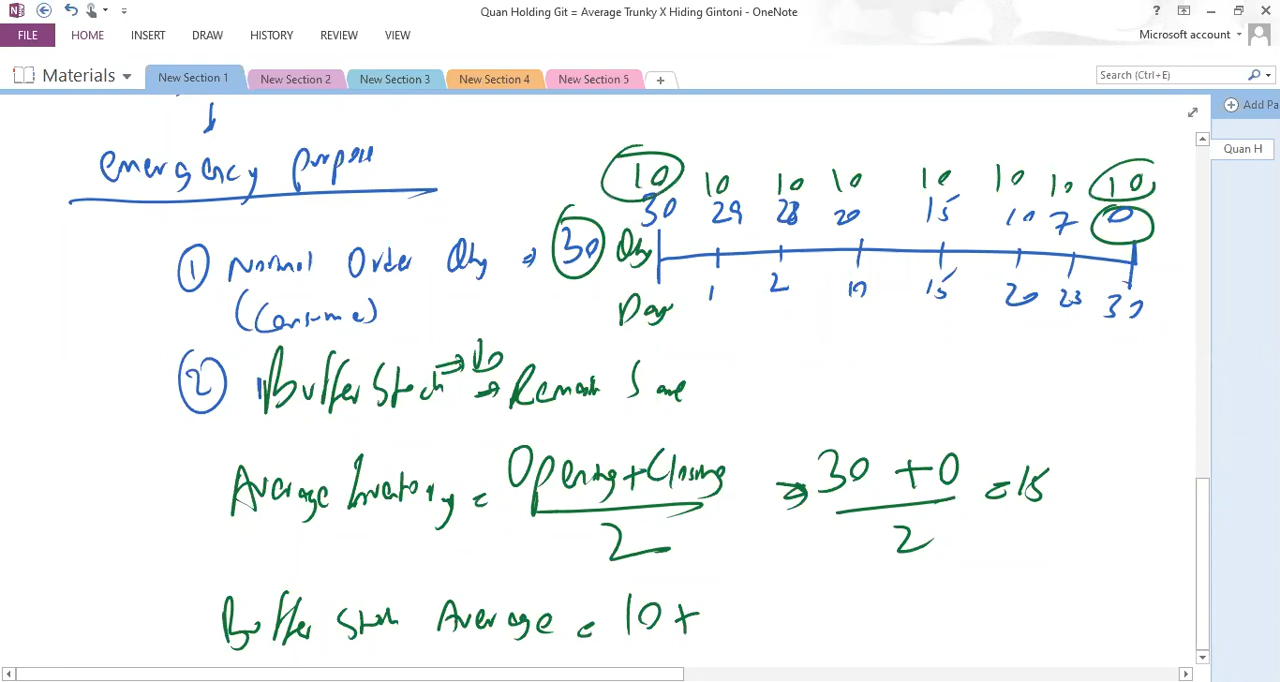 Quan Holding Git = Average Trunky X Hiding Gintoni - OneNote
Microsoft account
FILE HOME INSERT DRAW HISTORY REVIEW VIEW
Materials New Section 1 New Section 2 New Section 3 New Section 4 New Section 5 +
Search (Ctrl+E)
Add Pa
Quan H
emergency purpose
10 10 10 10 10 10 10 10
30 29 28 20 15 10 7 0
① Normal Order Qty ⇒ 30 Qty
1 2 10 15 20 23 30
(Consume) Day
② Buffer Stock ⇒ 10
→ Remain Same
Average Inventory = Opening + Closing / 2 ⇒ 30 + 0 / 2 = 15
Buffer Stock Average = 10 +